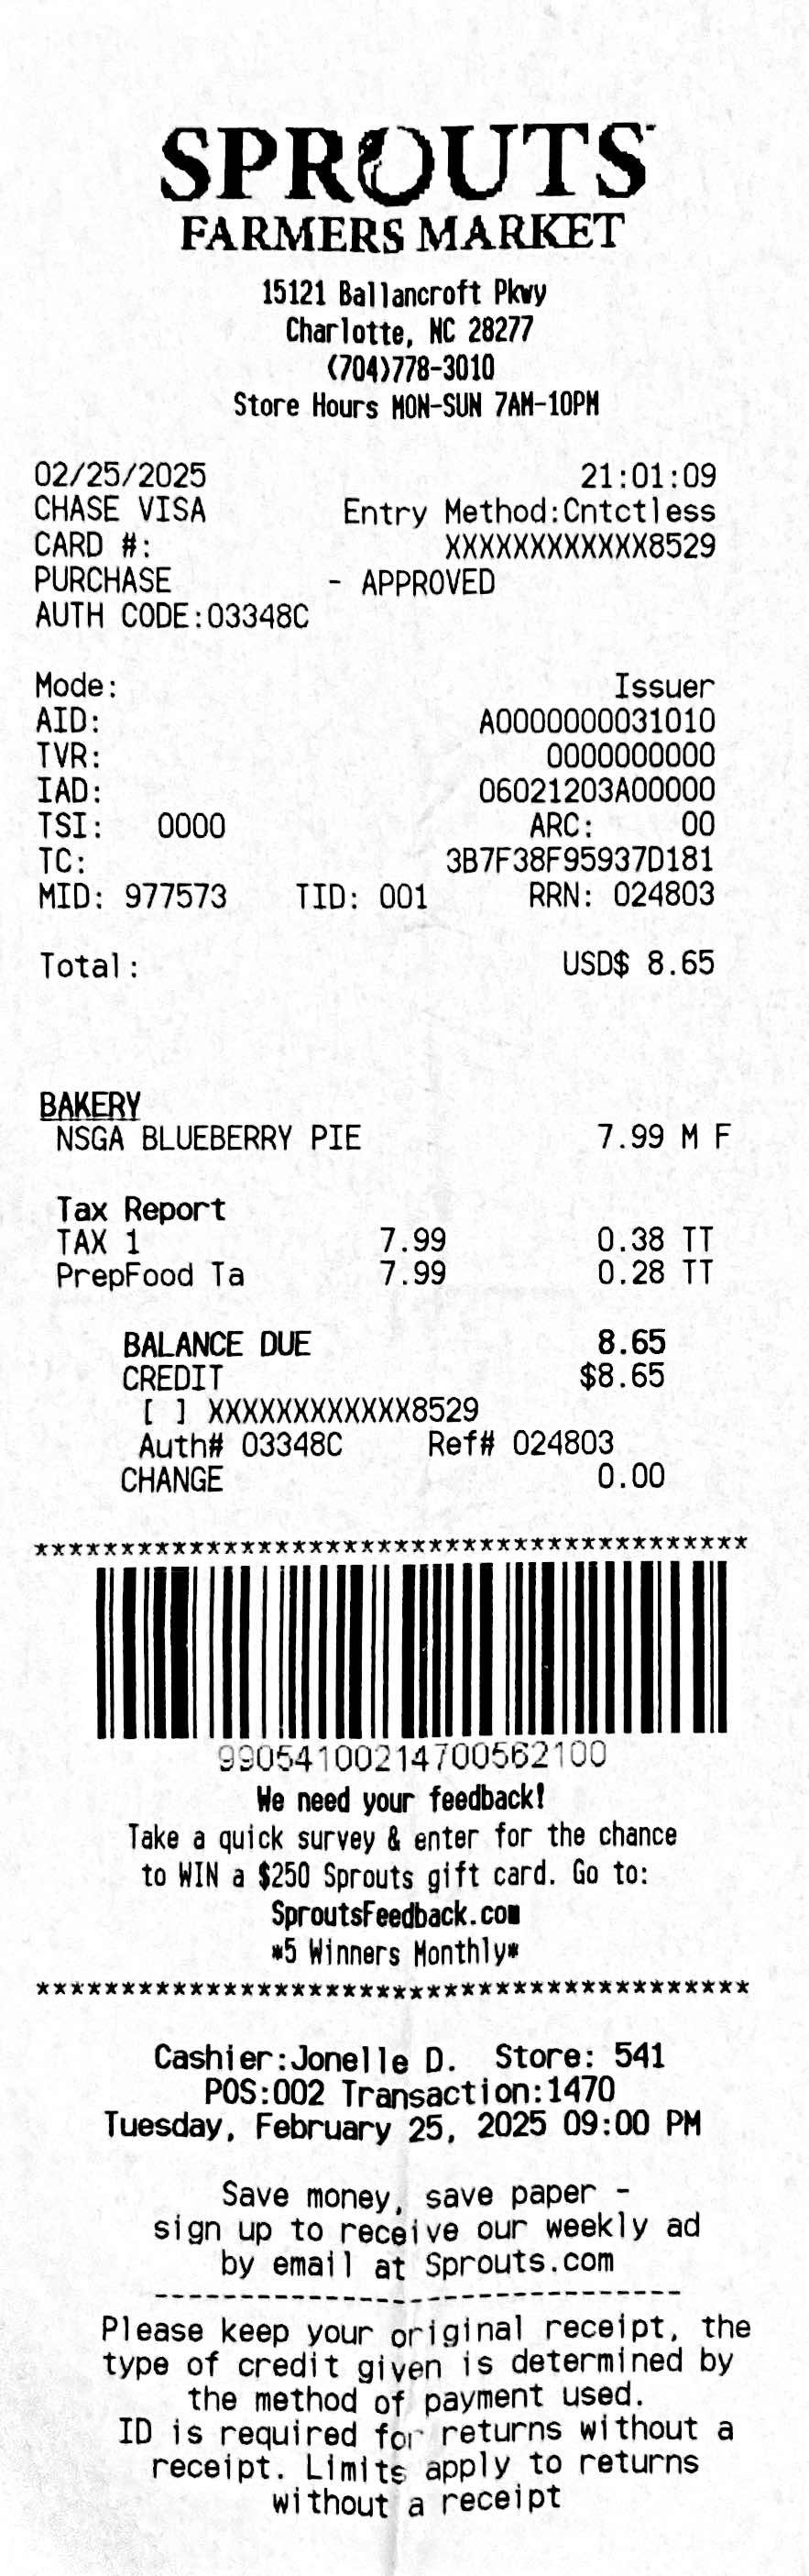 SPROUTS
FARMERS MARKET
15121 Ballancroft Pkwy
Charlotte, NC 28277
(704)778-3010
Store Hours MON-SUN 7AM-10PM
02/25/2025 21:01:09
CHASE VISA Entry Method:Cntctless
CARD #: XXXXXXXXXXXX8529
PURCHASE - APPROVED
AUTH CODE:03348C
Mode: Issuer
AID: A0000000031010
TVR: 0000000000
IAD: 06021203A00000
TSI: 0000 ARC: 00
TC: 3B7F38F95937D181
MID: 977573 TID: 001 RRN: 024803
Total: USD$ 8.65
BAKERY
NSGA BLUEBERRY PIE 7.99 M F
Tax Report
TAX 1 7.99 0.38 TT
PrepFood Ta 7.99 0.28 TT
BALANCE DUE 8.65
CREDIT $8.65
[ ] XXXXXXXXXXXX8529
Auth# 03348C Ref# 024803
CHANGE 0.00
******************************************
99054100214700562100
We need your feedback!
Take a quick survey & enter for the chance
to WIN a $250 Sprouts gift card. Go to:
SproutsFeedback.com
*5 Winners Monthly*
******************************************
Cashier:Jonelle D. Store: 541
POS:002 Transaction:1470
Tuesday, February 25, 2025 09:00 PM
Save money, save paper -
sign up to receive our weekly ad
by email at Sprouts.com
--------------------------------
Please keep your original receipt, the
type of credit given is determined by
the method of payment used.
ID is required for returns without a
receipt. Limits apply to returns
without a receipt